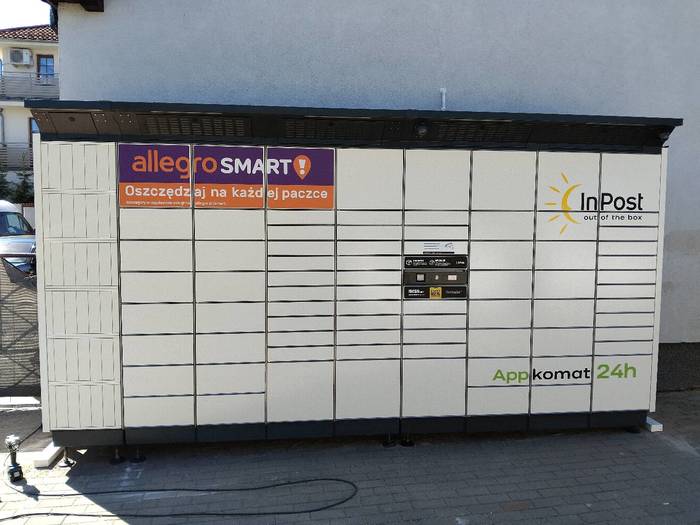 allegro SMART!
Oszczędzaj na każdej paczce
InPost
out of the box
Appkomat 24h